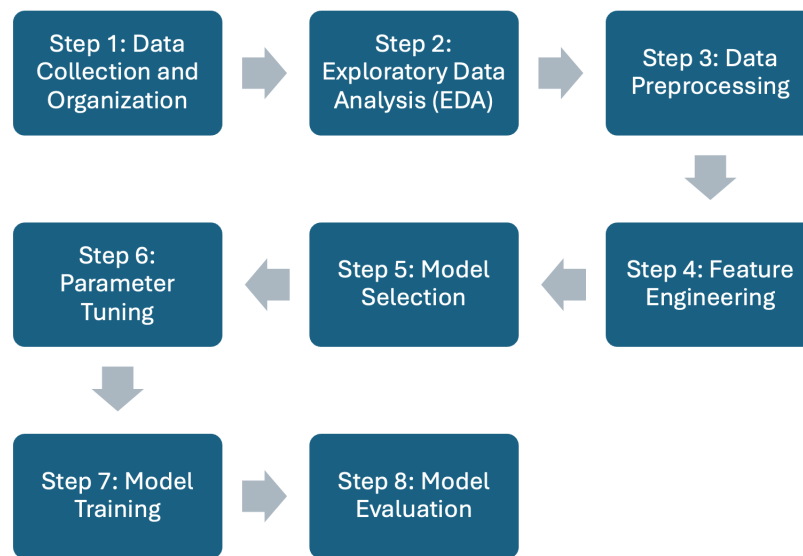 Step 1: Data
Collection and
Organization
Step 2:
Exploratory Data
Analysis (EDA)
Step 3: Data
Preprocessing
Step 4: Feature
Engineering
Step 5: Model
Selection
Step 6:
Parameter
Tuning
Step 7: Model
Training
Step 8: Model
Evaluation